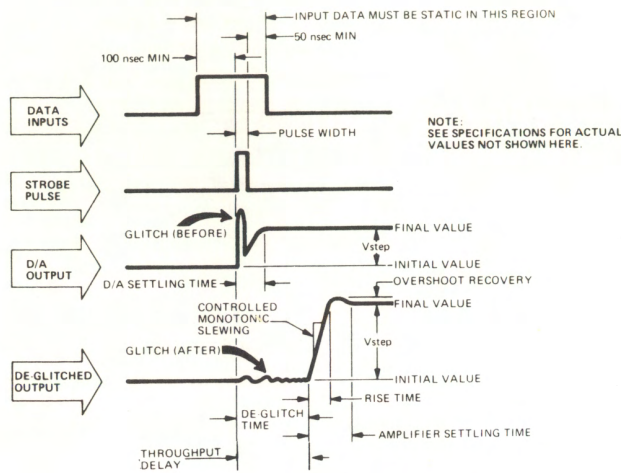 INPUT DATA MUST BE STATIC IN THIS REGION
50 nsec MIN
100 nsec MIN
DATA
INPUTS
PULSE WIDTH
NOTE:
SEE SPECIFICATIONS FOR ACTUAL
VALUES NOT SHOWN HERE.
STROBE
PULSE
GLITCH (BEFORE)
FINAL VALUE
Vstep
D/A
OUTPUT
INITIAL VALUE
D/A SETTLING TIME
OVERSHOOT RECOVERY
CONTROLLED
MONOTONIC
SLEWING
FINAL VALUE
Vstep
GLITCH (AFTER)
DE-GLITCHED
OUTPUT
INITIAL VALUE
RISE TIME
DE-GLITCH
TIME
AMPLIFIER SETTLING TIME
THROUGHPUT
DELAY